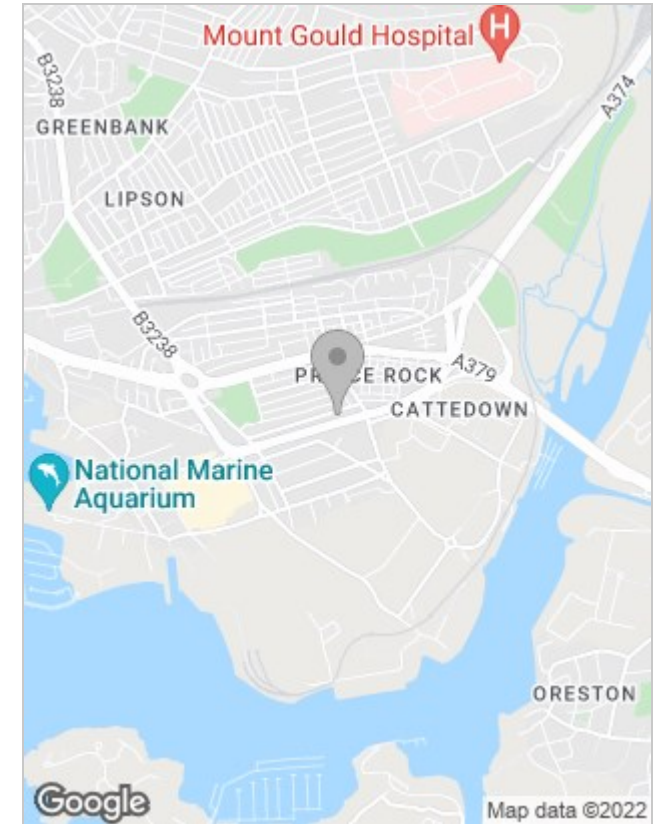 Mount Gould Hospital
H
B3238
A374
GREENBANK
LIPSON
B3238
PR CE ROCK
A379
CATTEDOWN
National Marine
Aquarium
ORESTON
Google
Map data ©2022